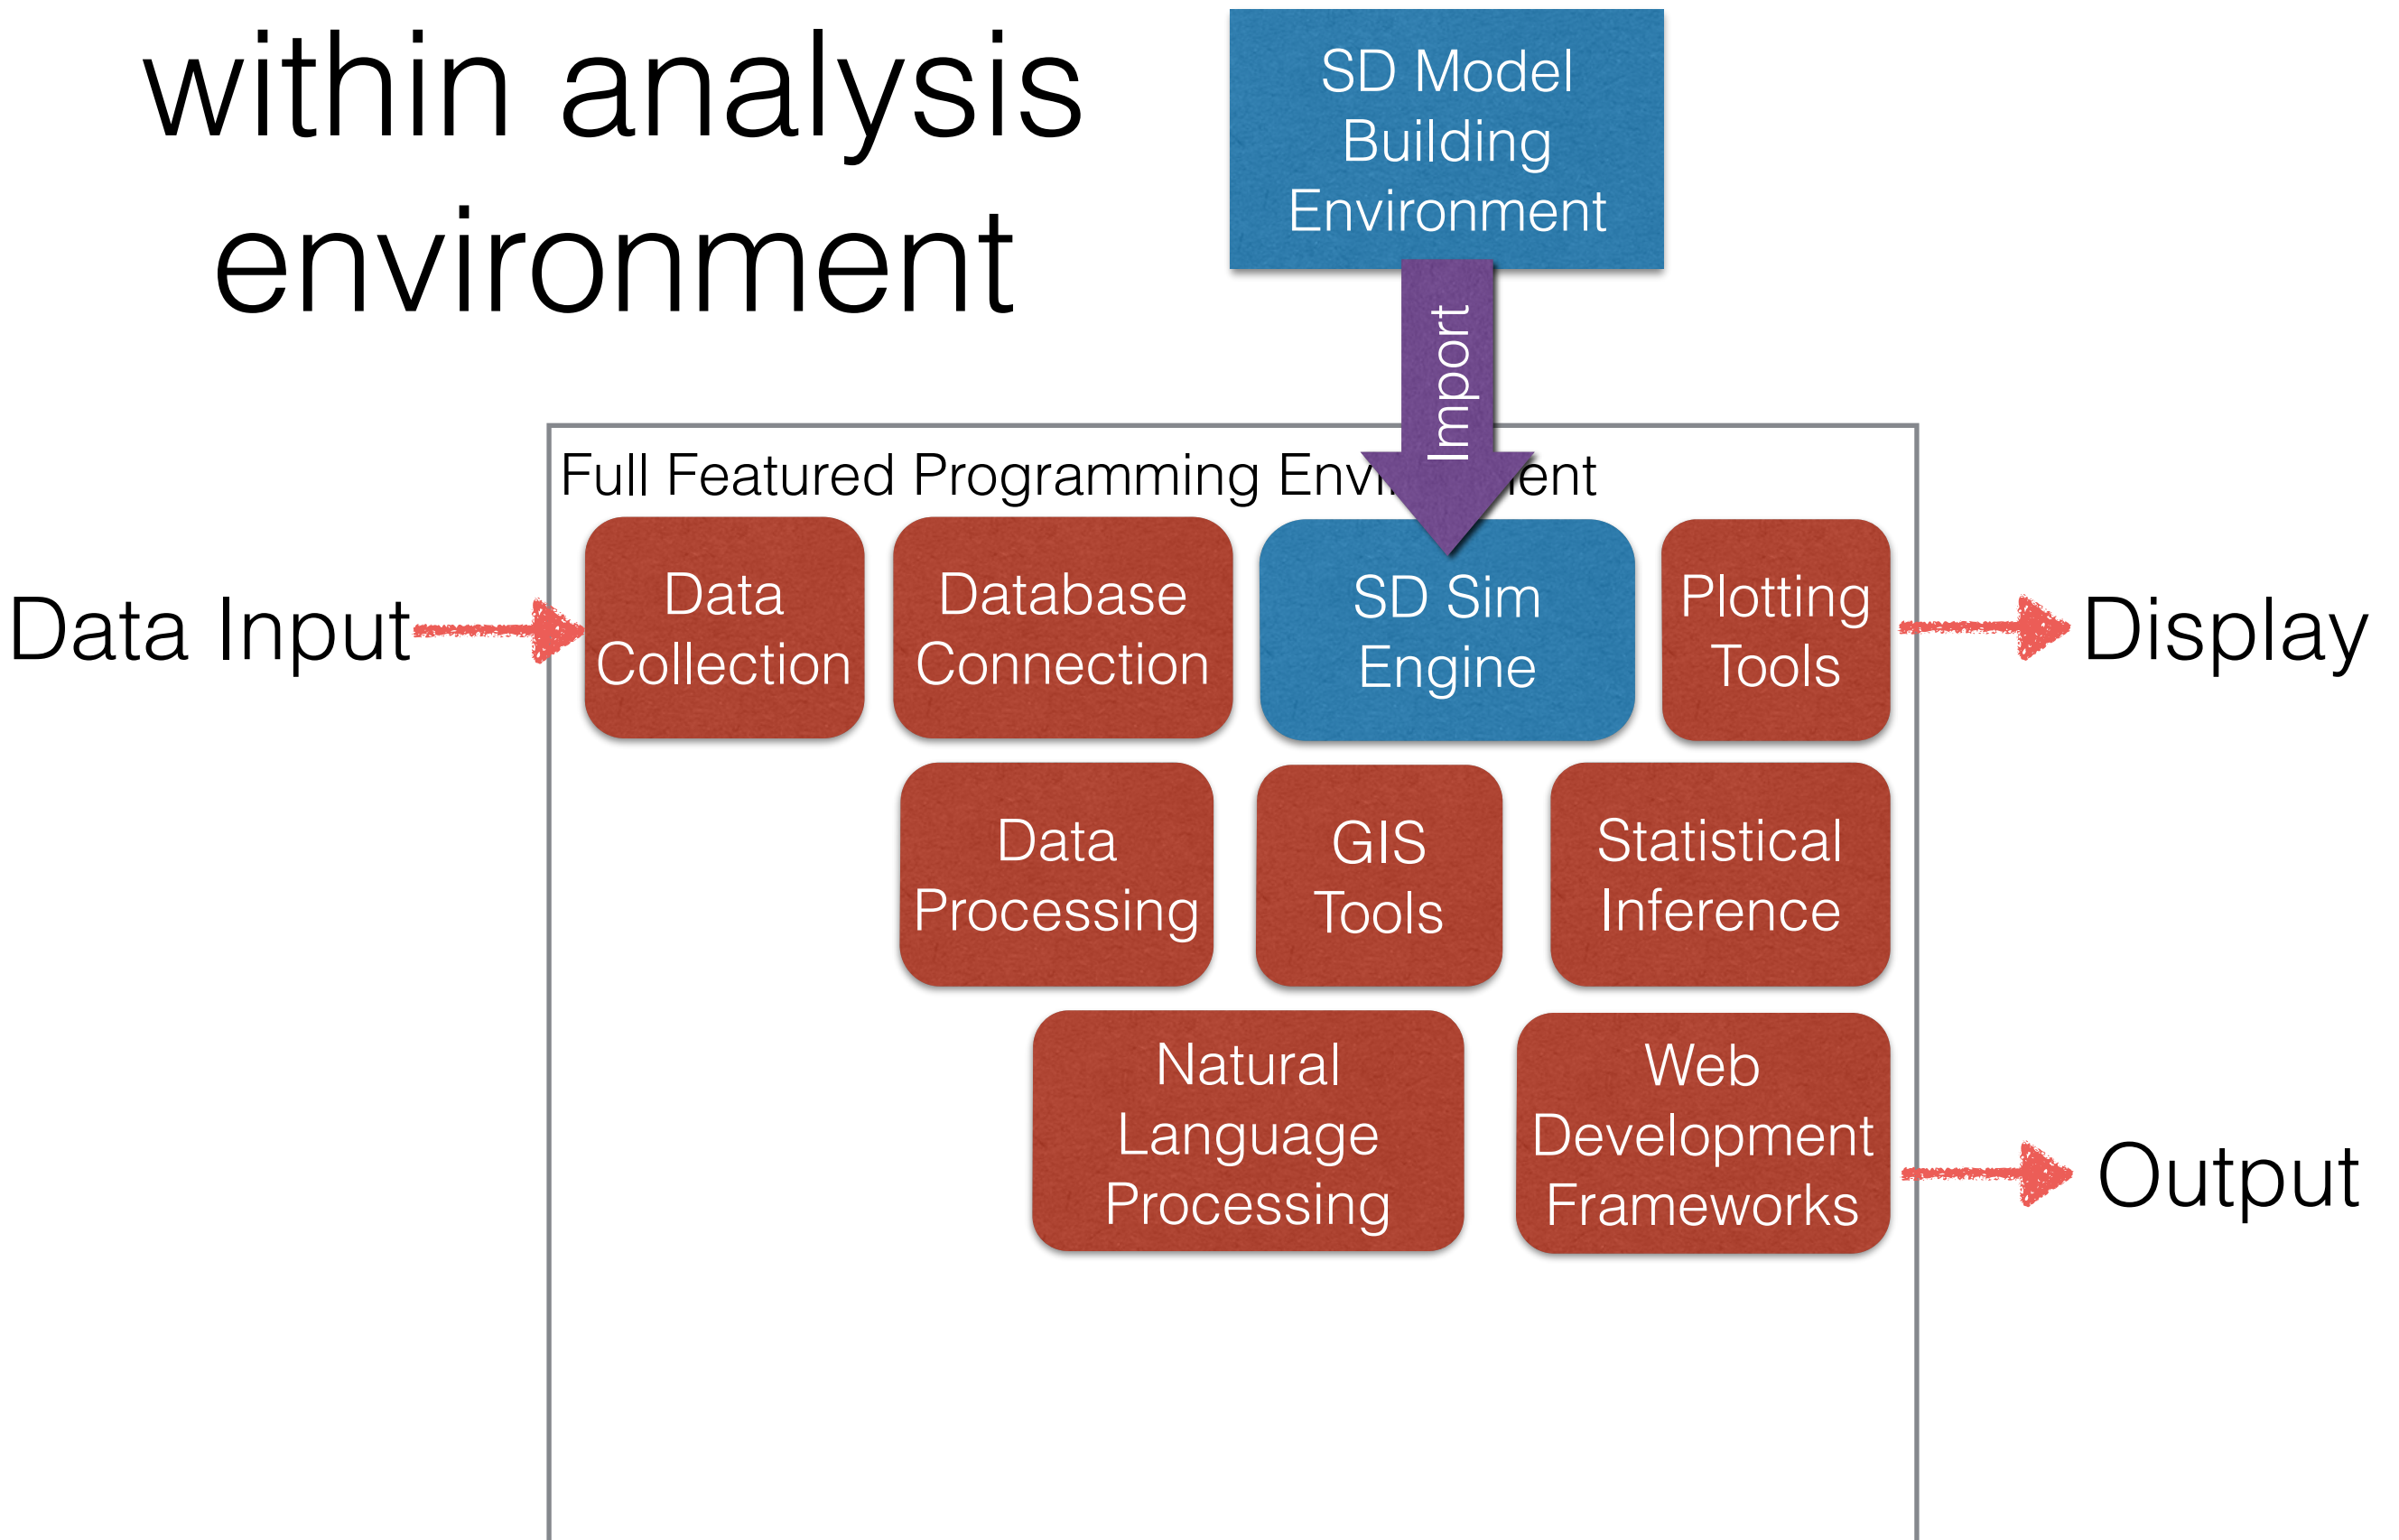 within analysis
environment
SD Model
Building
Environment
Import
Full Featured Programming Env ent
Data Input
Data
Collection
Database
Connection
SD Sim
Engine
Plotting
Tools
Display
Data
Processing
GIS
Tools
Statistical
Inference
Natural
Language
Processing
Web
Development
Frameworks
Output